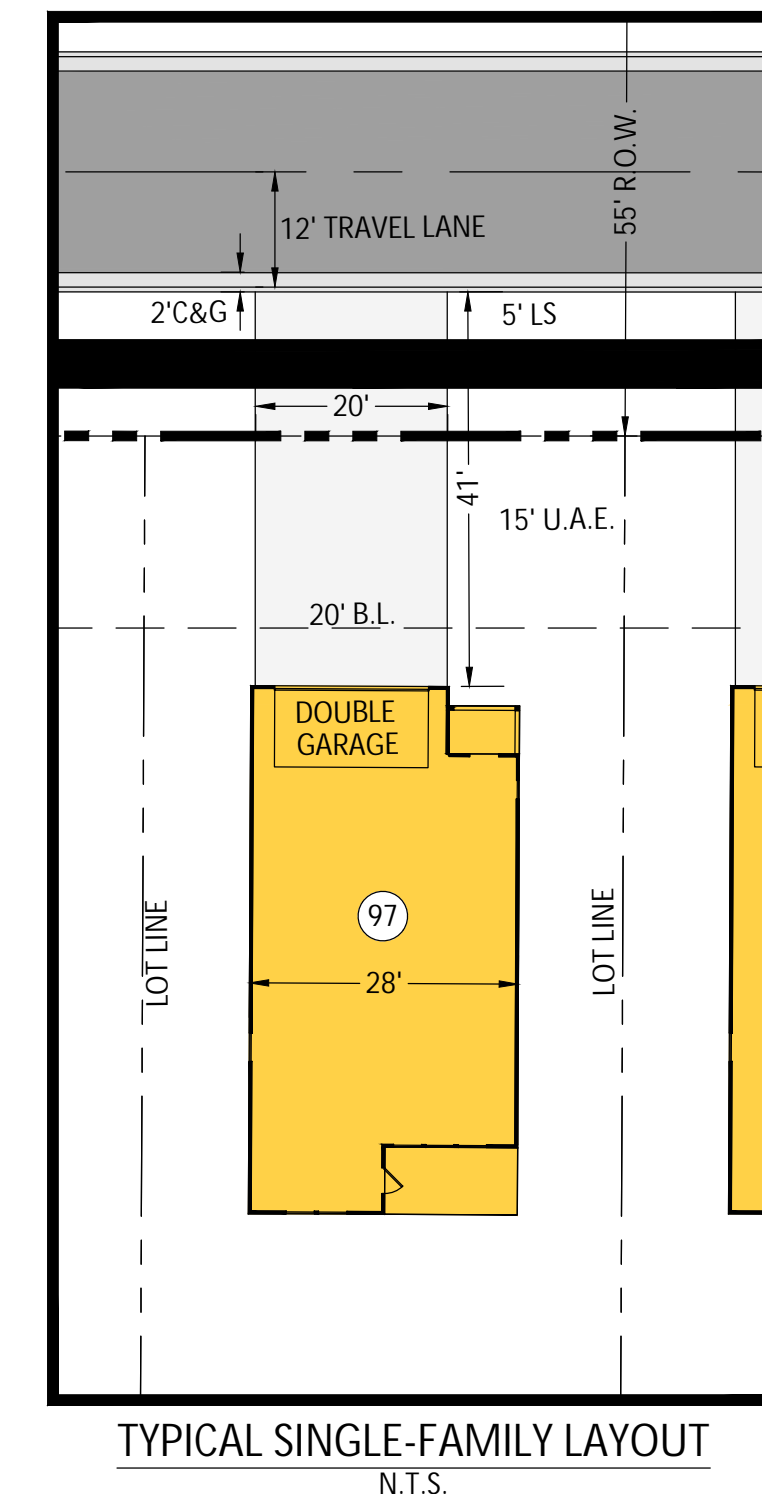 55' R.O.W.
12' TRAVEL LANE
2'C&G
5' LS
20'
41'
15' U.A.E.
20' B.L.
DOUBLE
GARAGE
97
LOT LINE
LOT LINE
28'
TYPICAL SINGLE-FAMILY LAYOUT
N.T.S.